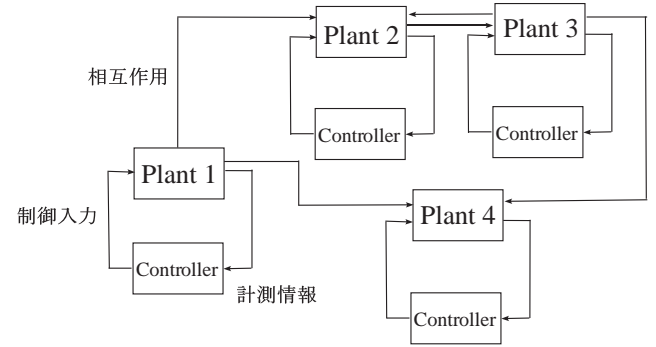 Plant 2
Plant 3
相互作用
Controller
Controller
Plant 1
制御入力
Plant 4
Controller
計測情報
Controller